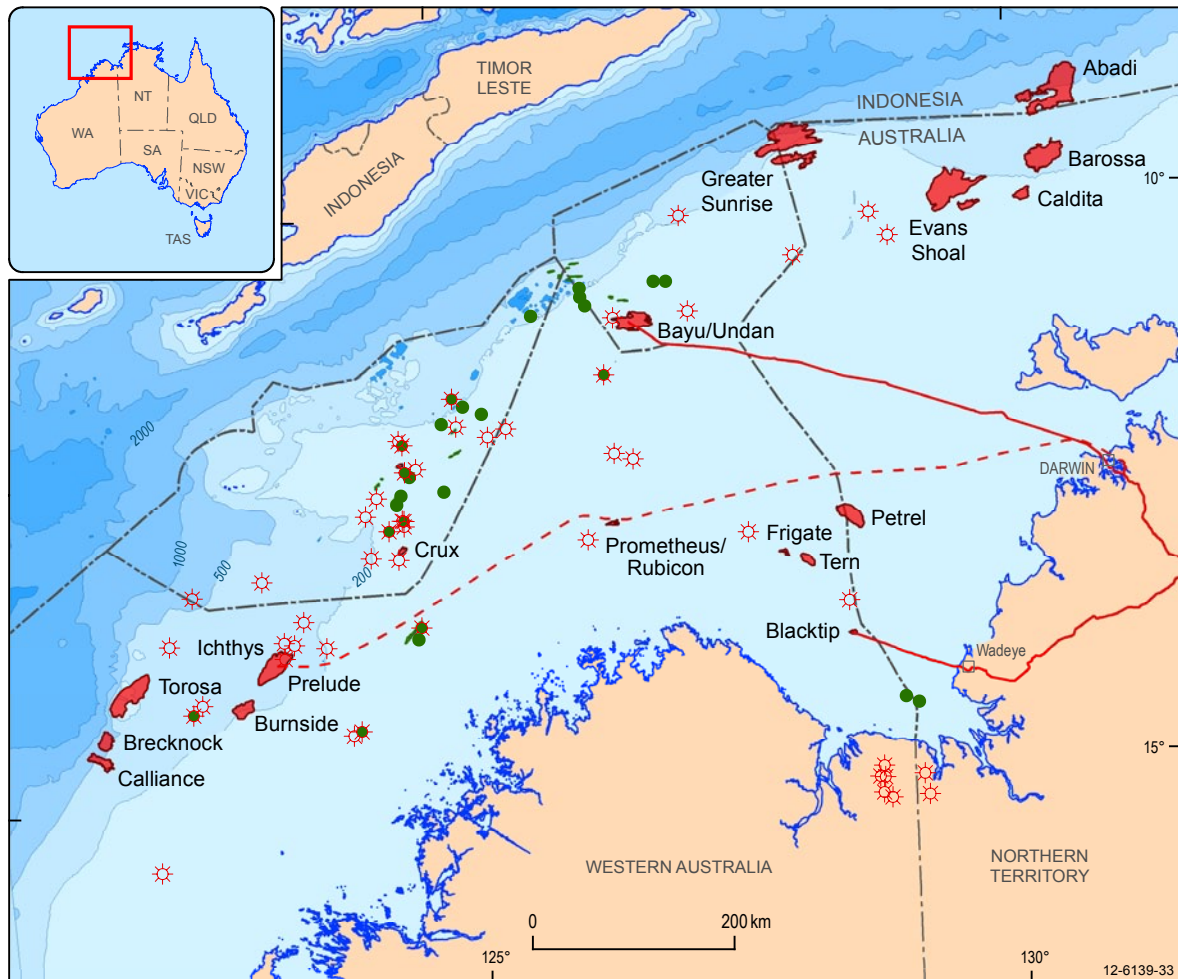 NT
WA
QLD
SA
NSW
VIC
TAS
TIMOR
LESTE
INDONESIA
INDONESIA
AUSTRALIA
Abadi
Barossa
Caldita
10°
Greater
Sunrise
Evans
Shoal
Bayu/Undan
2000
1000
500
200
DARWIN
Petrel
Frigate
Tern
Prometheus/
Rubicon
Crux
Blacktip
Wadeye
Ichthys
Prelude
Torosa
Burnside
Brecknock
Calliance
15°
WESTERN AUSTRALIA
NORTHERN
TERRITORY
0
200 km
125°
130°
12-6139-33